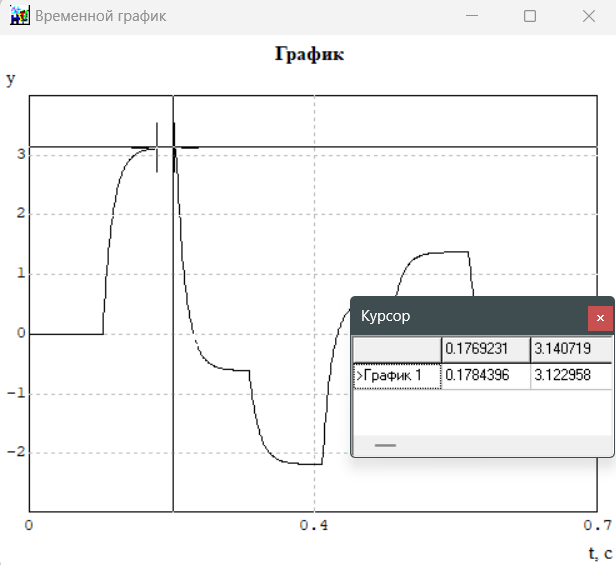 Временной график
График
y
3
2
1
0
-1
-2
0 0.4 0.7
t, c
Курсор
0.1769231 3.140719
>График 1 0.1784396 3.122958